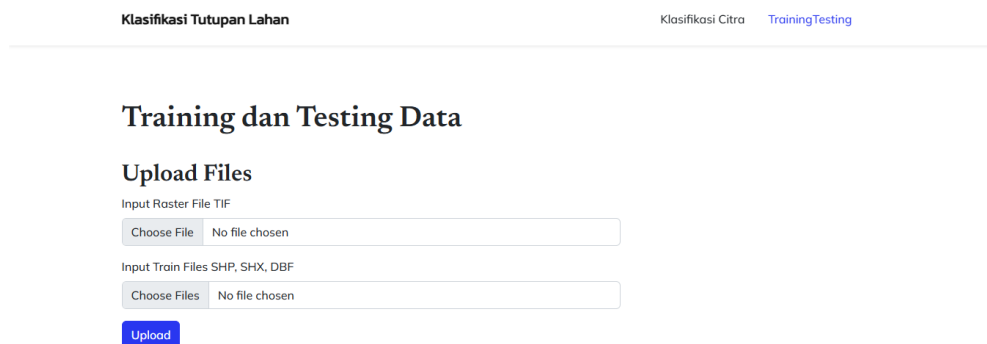 Klasifikasi Tutupan Lahan Klasifikasi Citra TrainingTesting
Training dan Testing Data
Upload Files
Input Raster File TIF
Choose File No file chosen
Input Train Files SHP, SHX, DBF
Choose Files No file chosen
Upload